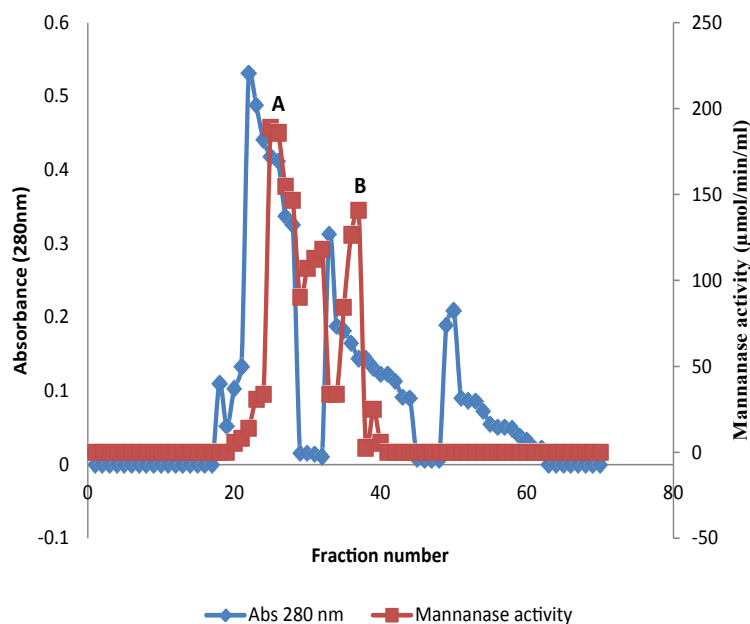 0.6
0.5
0.4
0.3
0.2
0.1
0
-0.1
Absorbance (280nm)
A
B
250
200
150
100
50
0
-50
Mannanase activity (μmol/min/ml)
0
20
40
60
80
Fraction number
Abs 280 nm
Mannanase activity